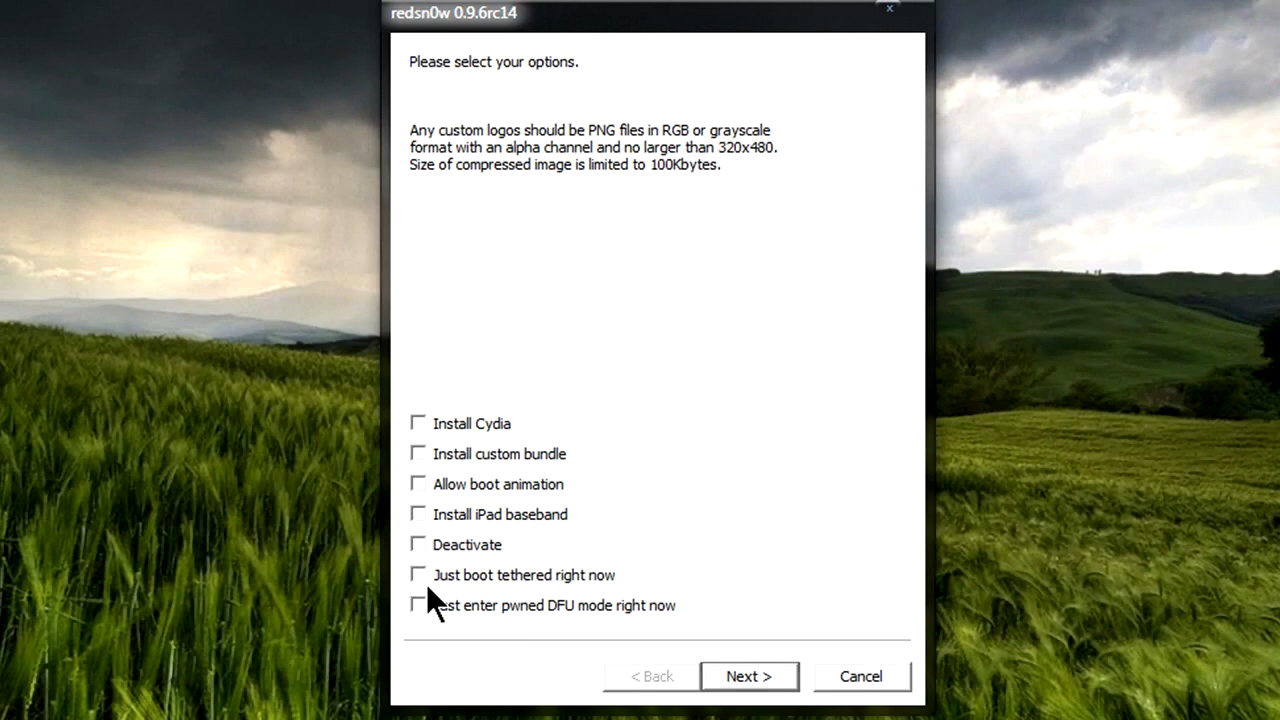 redsn0w 0.9.6rc14
x
Please select your options.
Any custom logos should be PNG files in RGB or grayscale
format with an alpha channel and no larger than 320x480.
Size of compressed image is limited to 100Kbytes.
Install Cydia
Install custom bundle
Allow boot animation
Install iPad baseband
Deactivate
Just boot tethered right now
enter pwned DFU mode right now
< Back
Next >
Cancel